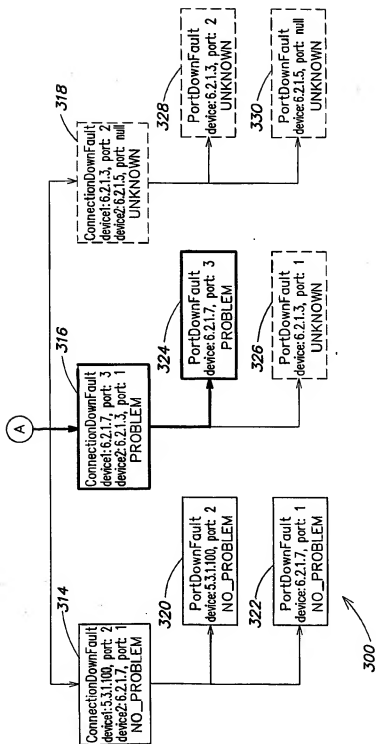 A
314
ConnectionDownFault
device1:5.3.1.100, port: 2
device2:6.2.1.7, port: 1
NO_PROBLEM
316
ConnectionDownFault
device1:6.2.1.7, port: 3
device2:6.2.1.3, port: 1
PROBLEM
318
ConnectionDownFault
device1:6.2.1.3, port: 2
device2:6.2.1.5, port: null
UNKNOWN
320
PortDownFault
device:5.3.1.100, port: 2
NO_PROBLEM
322
PortDownFault
device:6.2.1.7, port: 1
NO_PROBLEM
324
PortDownFault
device:6.2.1.7, port: 3
PROBLEM
326
PortDownFault
device:6.2.1.3, port: 1
UNKNOWN
328
PortDownFault
device:6.2.1.3, port: 2
UNKNOWN
330
PortDownFault
device:6.2.1.5, port: null
UNKNOWN
300